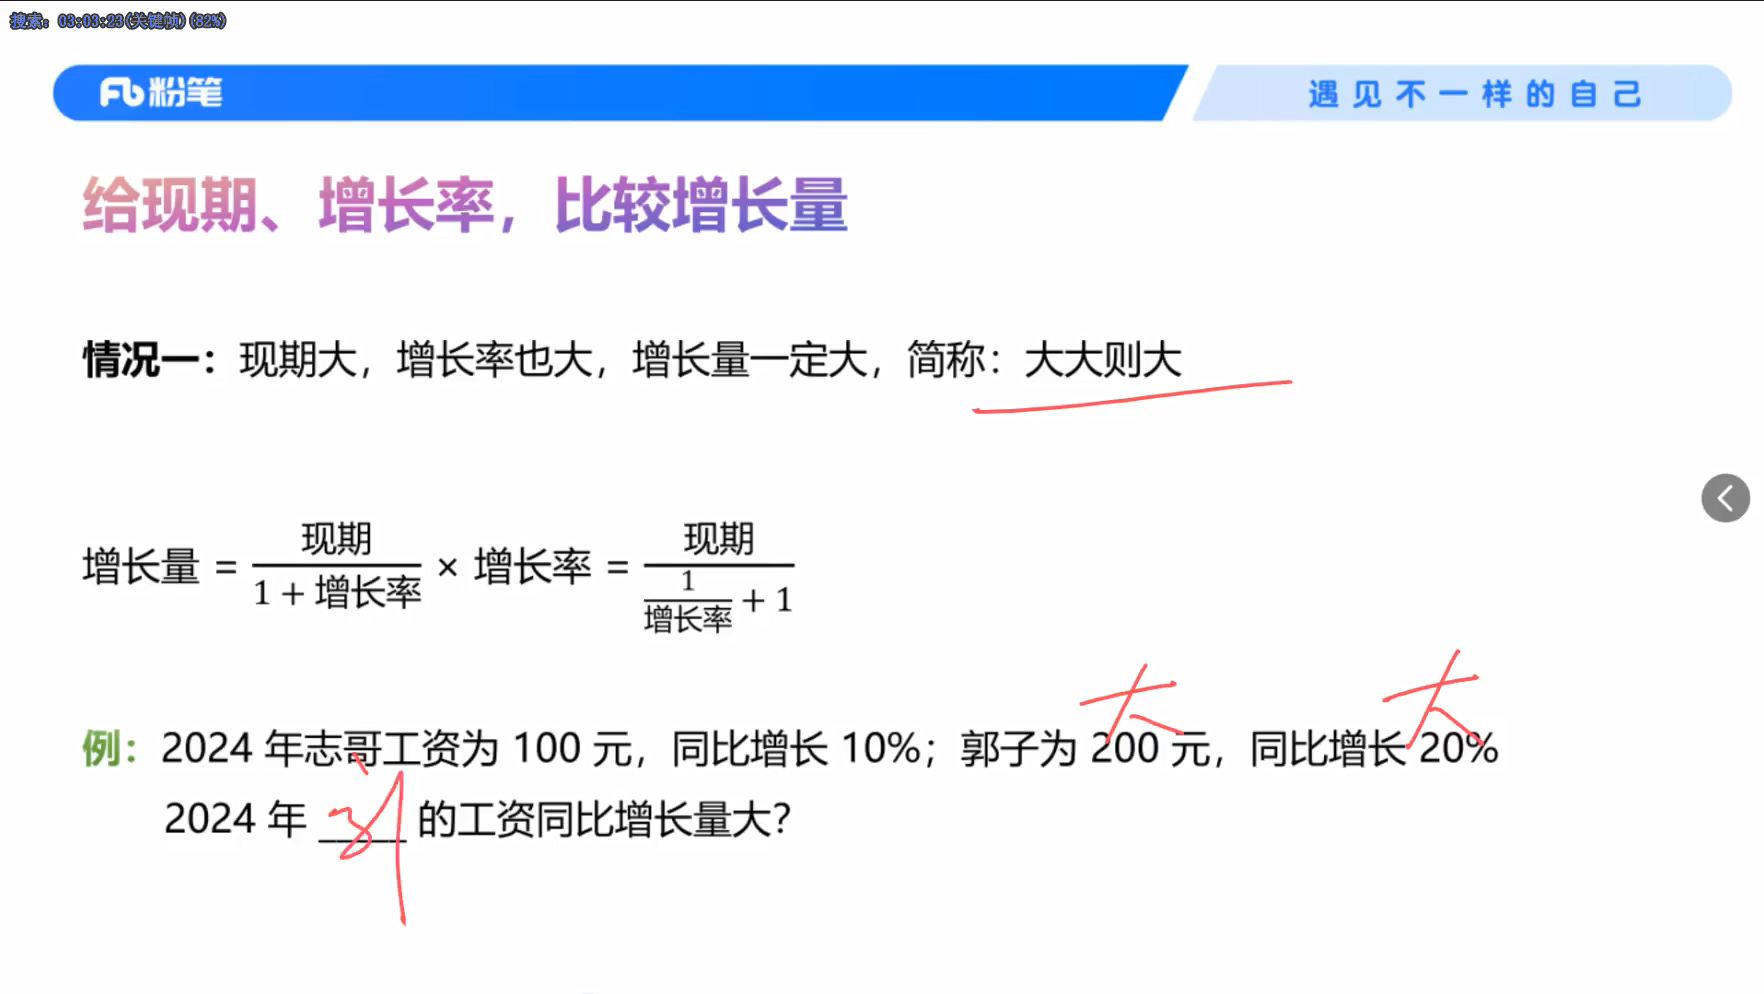 搜索：03:03:23(关键帧)(82%)
粉笔
遇见不一样的自己
给现期、增长率，比较增长量
情况一：现期大，增长率也大，增长量一定大，简称：大大则大
增长量 = 现期/(1 + 增长率) × 增长率 = 现期/(1/增长率 + 1)
大 大
例：2024 年志哥工资为 100 元，同比增长 10%；郭子为 200 元，同比增长 20%
2024 年 ____ 的工资同比增长量大？